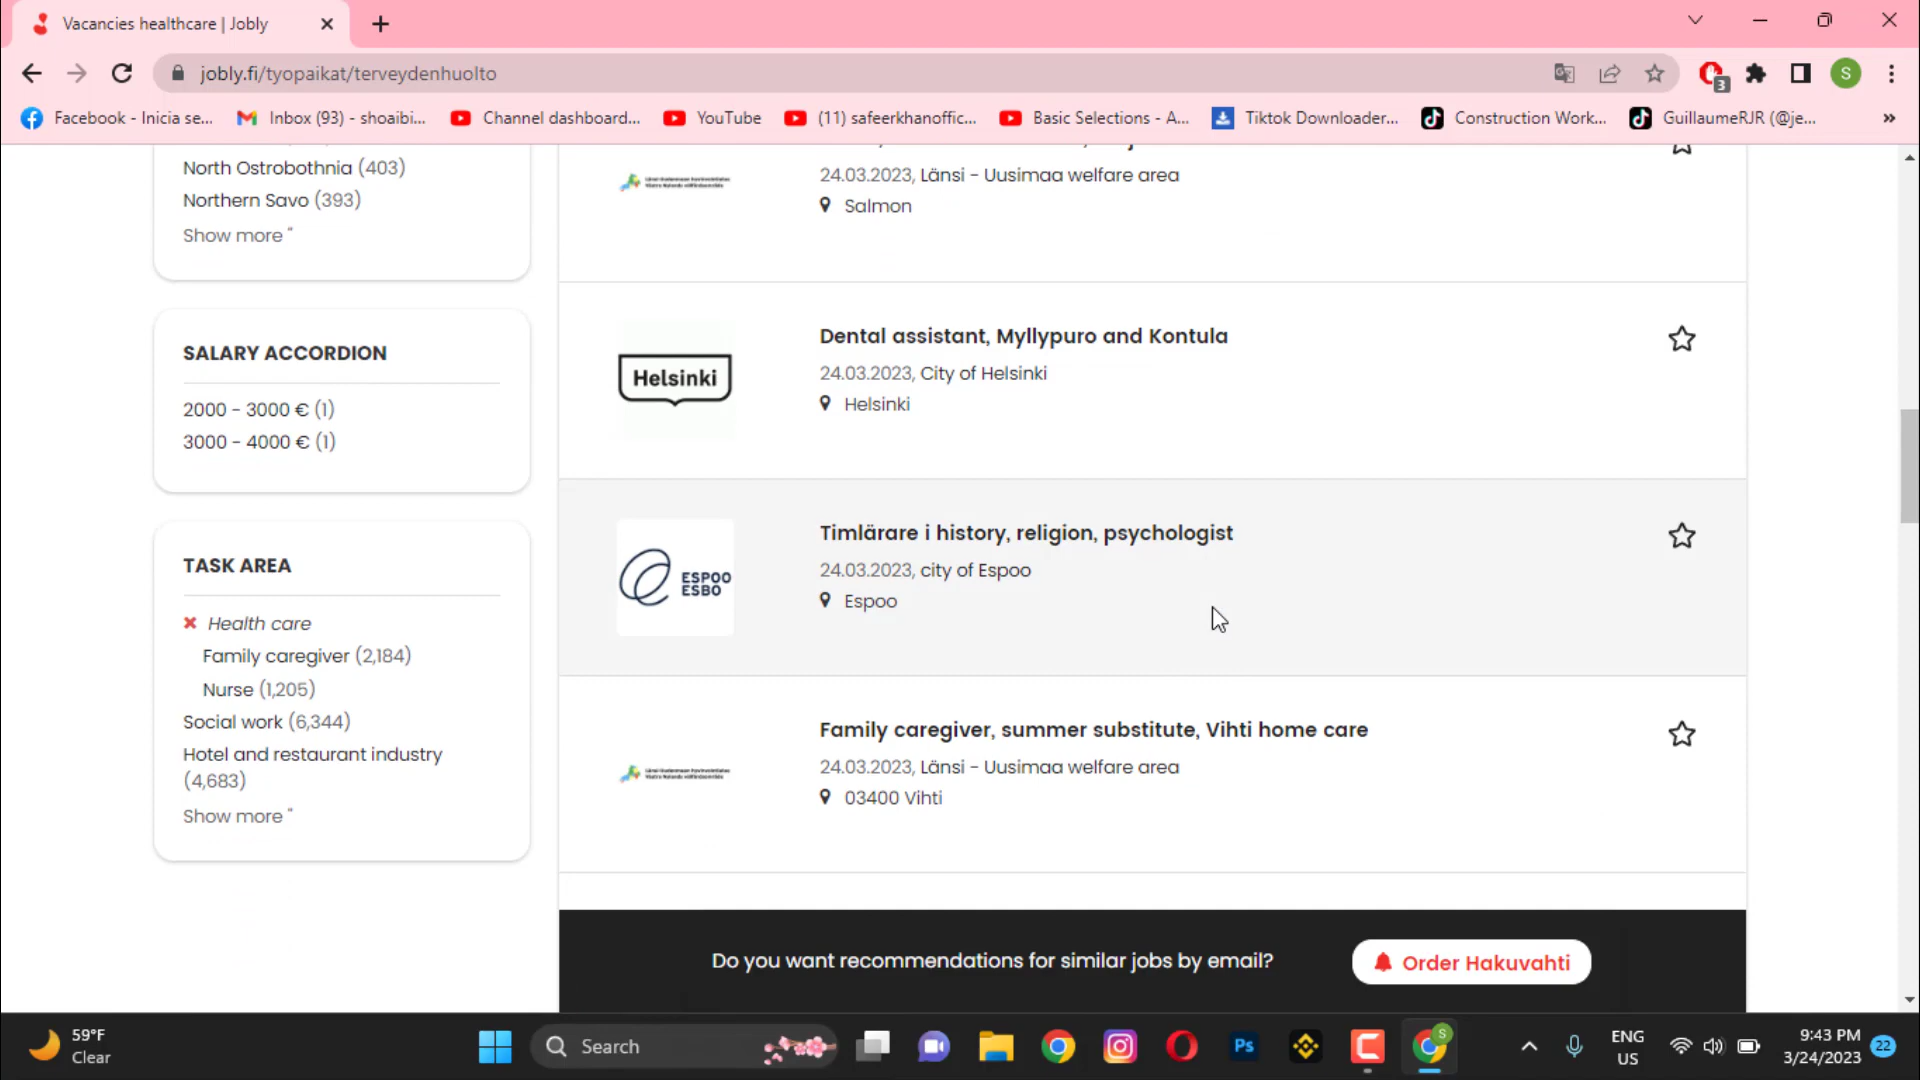 Vacancies healthcare | Jobly
jobly.fi/tyopaikat/terveydenhuolto
3
S
Facebook - Inicia se...
Inbox (93) - shoaibi...
Channel dashboard...
YouTube
(11) safeerkhanoffic...
Basic Selections - A...
Tiktok Downloader...
Construction Work...
GuillaumeRJR (@je...
»
North Ostrobothnia (403)
Northern Savo (393)
Show more "
SALARY ACCORDION
2000 - 3000 € (1)
3000 - 4000 € (1)
TASK AREA
Health care
Family caregiver (2,184)
Nurse (1,205)
Social work (6,344)
Hotel and restaurant industry
(4,683)
Show more "
24.03.2023, Länsi - Uusimaa welfare area
Salmon
Helsinki
Dental assistant, Myllypuro and Kontula
24.03.2023, City of Helsinki
Helsinki
ESPOO
ESBO
Timlärare i history, religion, psychologist
24.03.2023, city of Espoo
Espoo
Family caregiver, summer substitute, Vihti home care
24.03.2023, Länsi - Uusimaa welfare area
03400 Vihti
Do you want recommendations for similar jobs by email?
Order Hakuvahti
59°F
Clear
Search
Ps
S
ENG
US
9:43 PM
3/24/2023
22